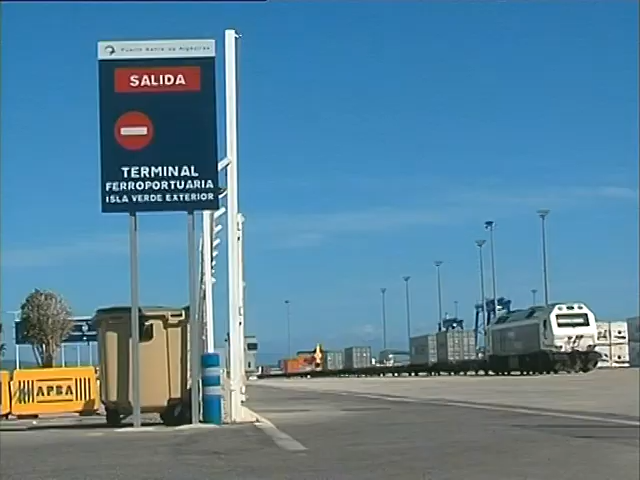 Puerto Bahía de Algeciras
SALIDA
TERMINAL
FERROPORTUARIA
ISLA VERDE EXTERIOR
APBA